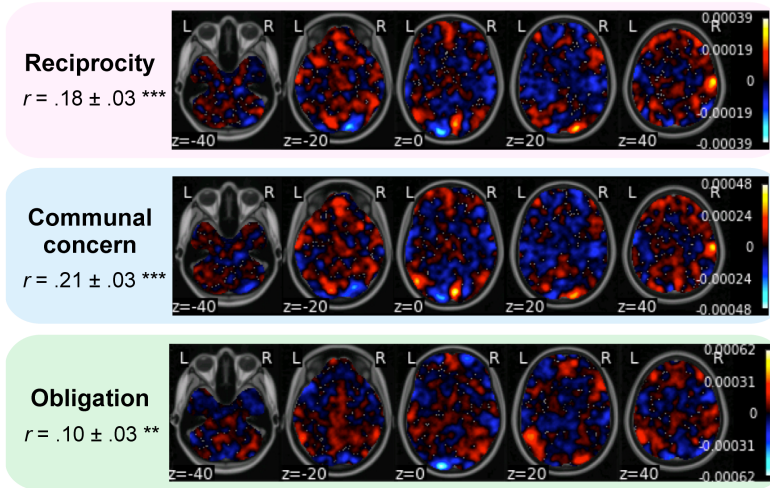 Reciprocity
r = .18 ± .03 ***
L R L R L R L R
z=-40 z=-20 z=0 z=20 z=40
0.00039
0.00019
0
-0.00019
-0.00039
Communal
concern
r = .21 ± .03 ***
L R L R L R L R L R
z=-40 z=-20 z=0 z=20 z=40
0.00048
0.00024
0
-0.00024
-0.00048
Obligation
r = .10 ± .03 **
L R L R L R L R L R
z=-40 z=-20 z=0 z=20 z=40
0.00062
0.00031
0
-0.00031
-0.00062